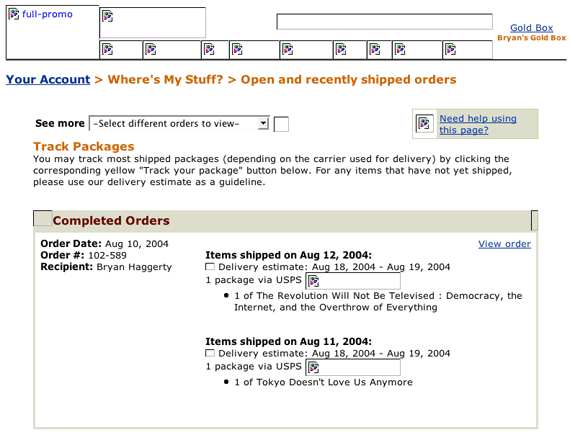 full-promo
Gold Box
Bryan's Gold Box
Your Account > Where's My Stuff? > Open and recently shipped orders
See more –Select different orders to view–
Need help using
this page?
Track Packages
You may track most shipped packages (depending on the carrier used for delivery) by clicking the
corresponding yellow "Track your package" button below. For any items that have not yet shipped,
please use our delivery estimate as a guideline.
Completed Orders
Order Date: Aug 10, 2004
Order #: 102-589
Recipient: Bryan Haggerty
View order
Items shipped on Aug 12, 2004:
Delivery estimate: Aug 18, 2004 - Aug 19, 2004
1 package via USPS
• 1 of The Revolution Will Not Be Televised : Democracy, the
Internet, and the Overthrow of Everything
Items shipped on Aug 11, 2004:
Delivery estimate: Aug 18, 2004 - Aug 19, 2004
1 package via USPS
• 1 of Tokyo Doesn't Love Us Anymore